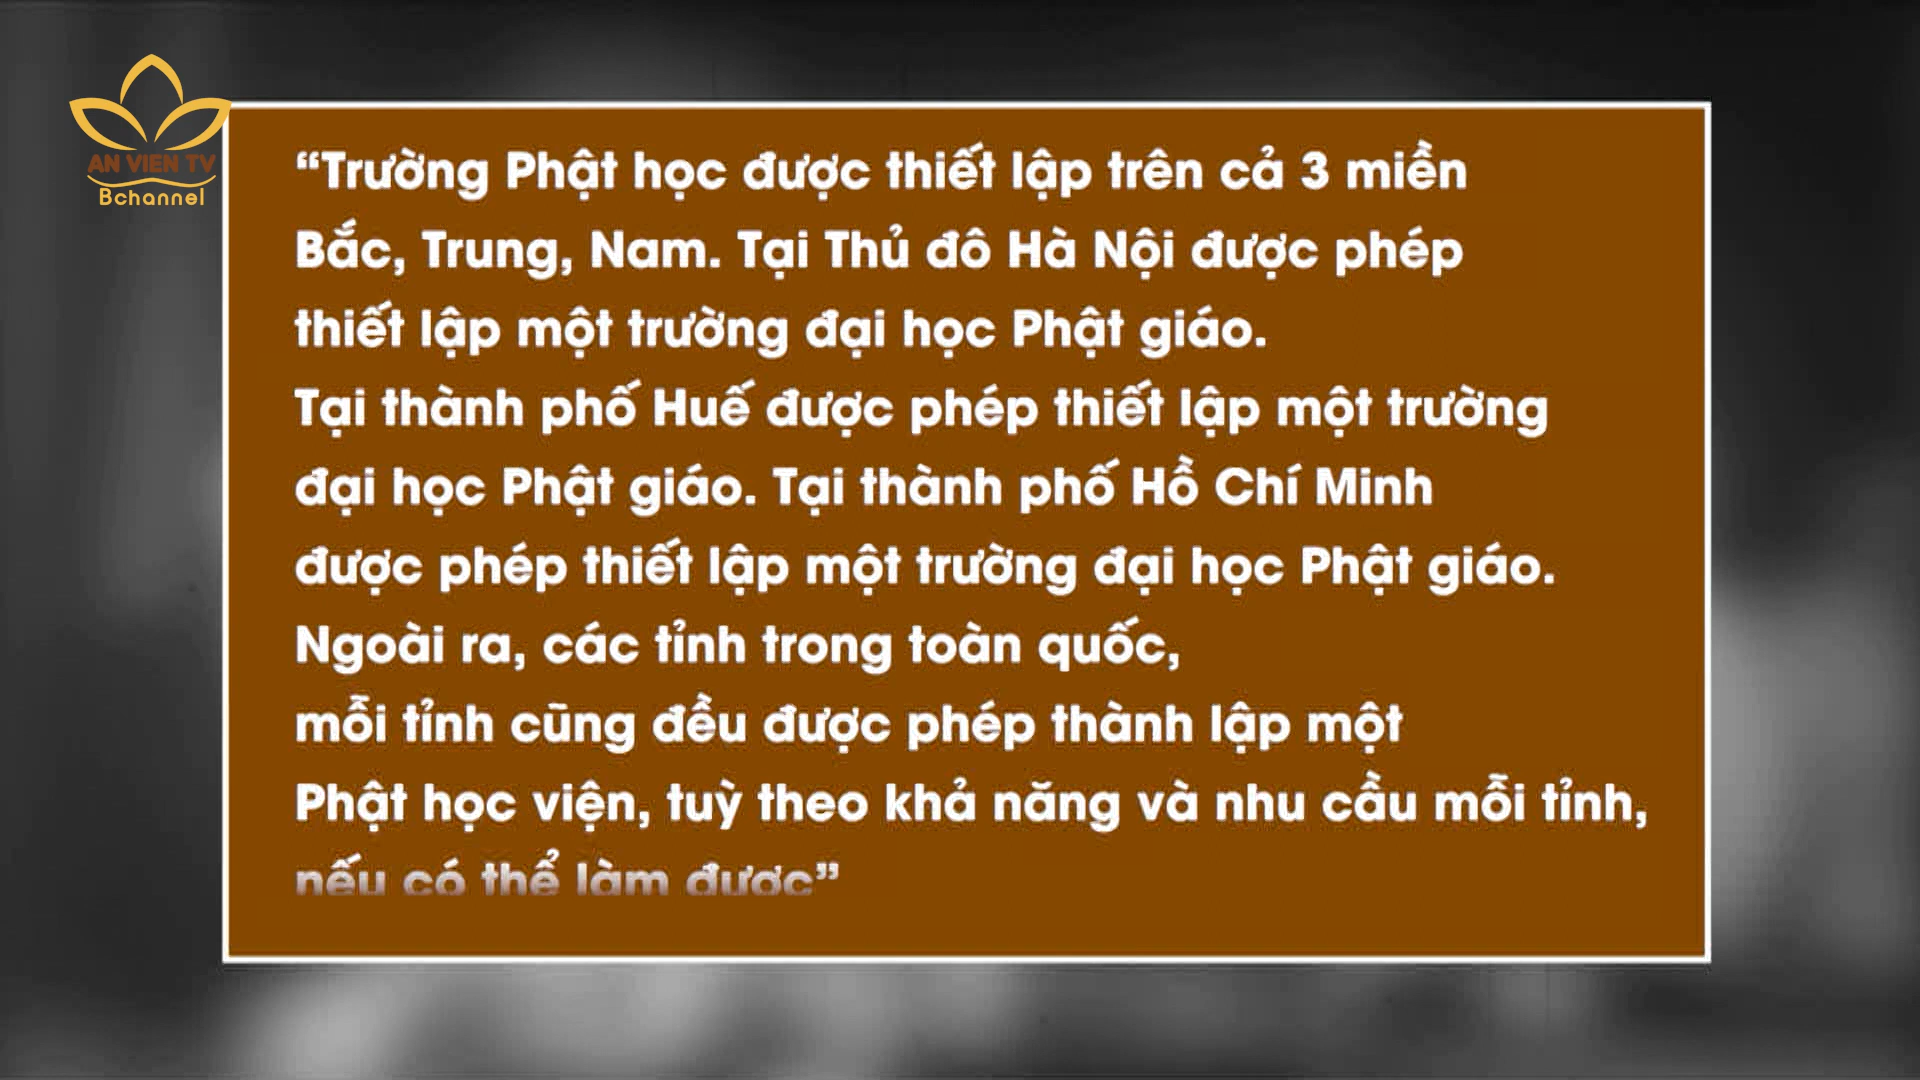 AN VIEN TV
Bchannel
“Trường Phật học được thiết lập trên cả 3 miền
Bắc, Trung, Nam. Tại Thủ đô Hà Nội được phép
thiết lập một trường đại học Phật giáo.
Tại thành phố Huế được phép thiết lập một trường
đại học Phật giáo. Tại thành phố Hồ Chí Minh
được phép thiết lập một trường đại học Phật giáo.
Ngoài ra, các tỉnh trong toàn quốc,
mỗi tỉnh cũng đều được phép thành lập một
Phật học viện, tuỳ theo khả năng và nhu cầu mỗi tỉnh,
nếu có thể làm được”